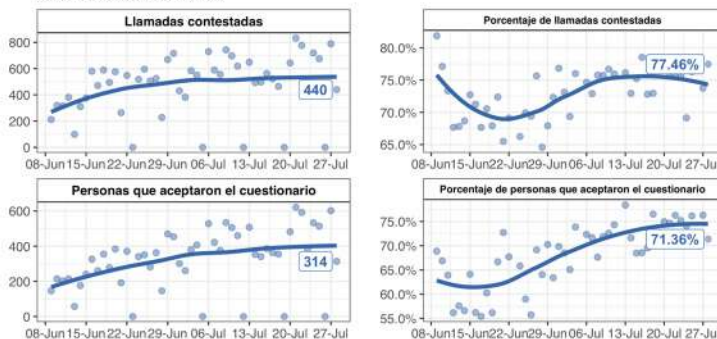 Llamadas contestadas
800
600
400
200
0
440
08-Jun 15-Jun 22-Jun 29-Jun 06-Jul 13-Jul 20-Jul 27-Jul
Porcentaje de llamadas contestadas
80.0%
75.0%
70.0%
65.0%
77.46%
08-Jun 15-Jun 22-Jun 29-Jun 06-Jul 13-Jul 20-Jul 27-Jul
Personas que aceptaron el cuestionario
600
400
200
0
314
08-Jun 15-Jun 22-Jun 29-Jun 06-Jul 13-Jul 20-Jul 27-Jul
Porcentaje de personas que aceptaron el cuestionario
75.0%
70.0%
65.0%
60.0%
55.0%
71.36%
08-Jun 15-Jun 22-Jun 29-Jun 06-Jul 13-Jul 20-Jul 27-Jul